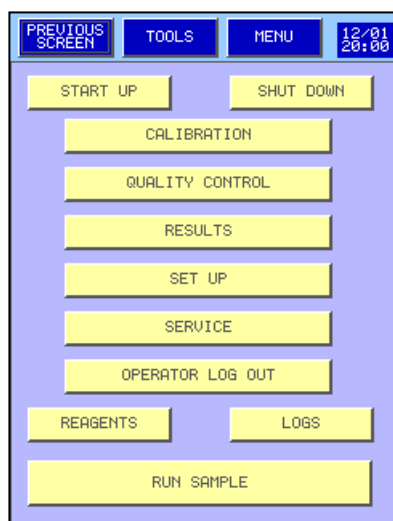 PREVIOUS
SCREEN
TOOLS
MENU
12/01
20:00
START UP
SHUT DOWN
CALIBRATION
QUALITY CONTROL
RESULTS
SET UP
SERVICE
OPERATOR LOG OUT
REAGENTS
LOGS
RUN SAMPLE